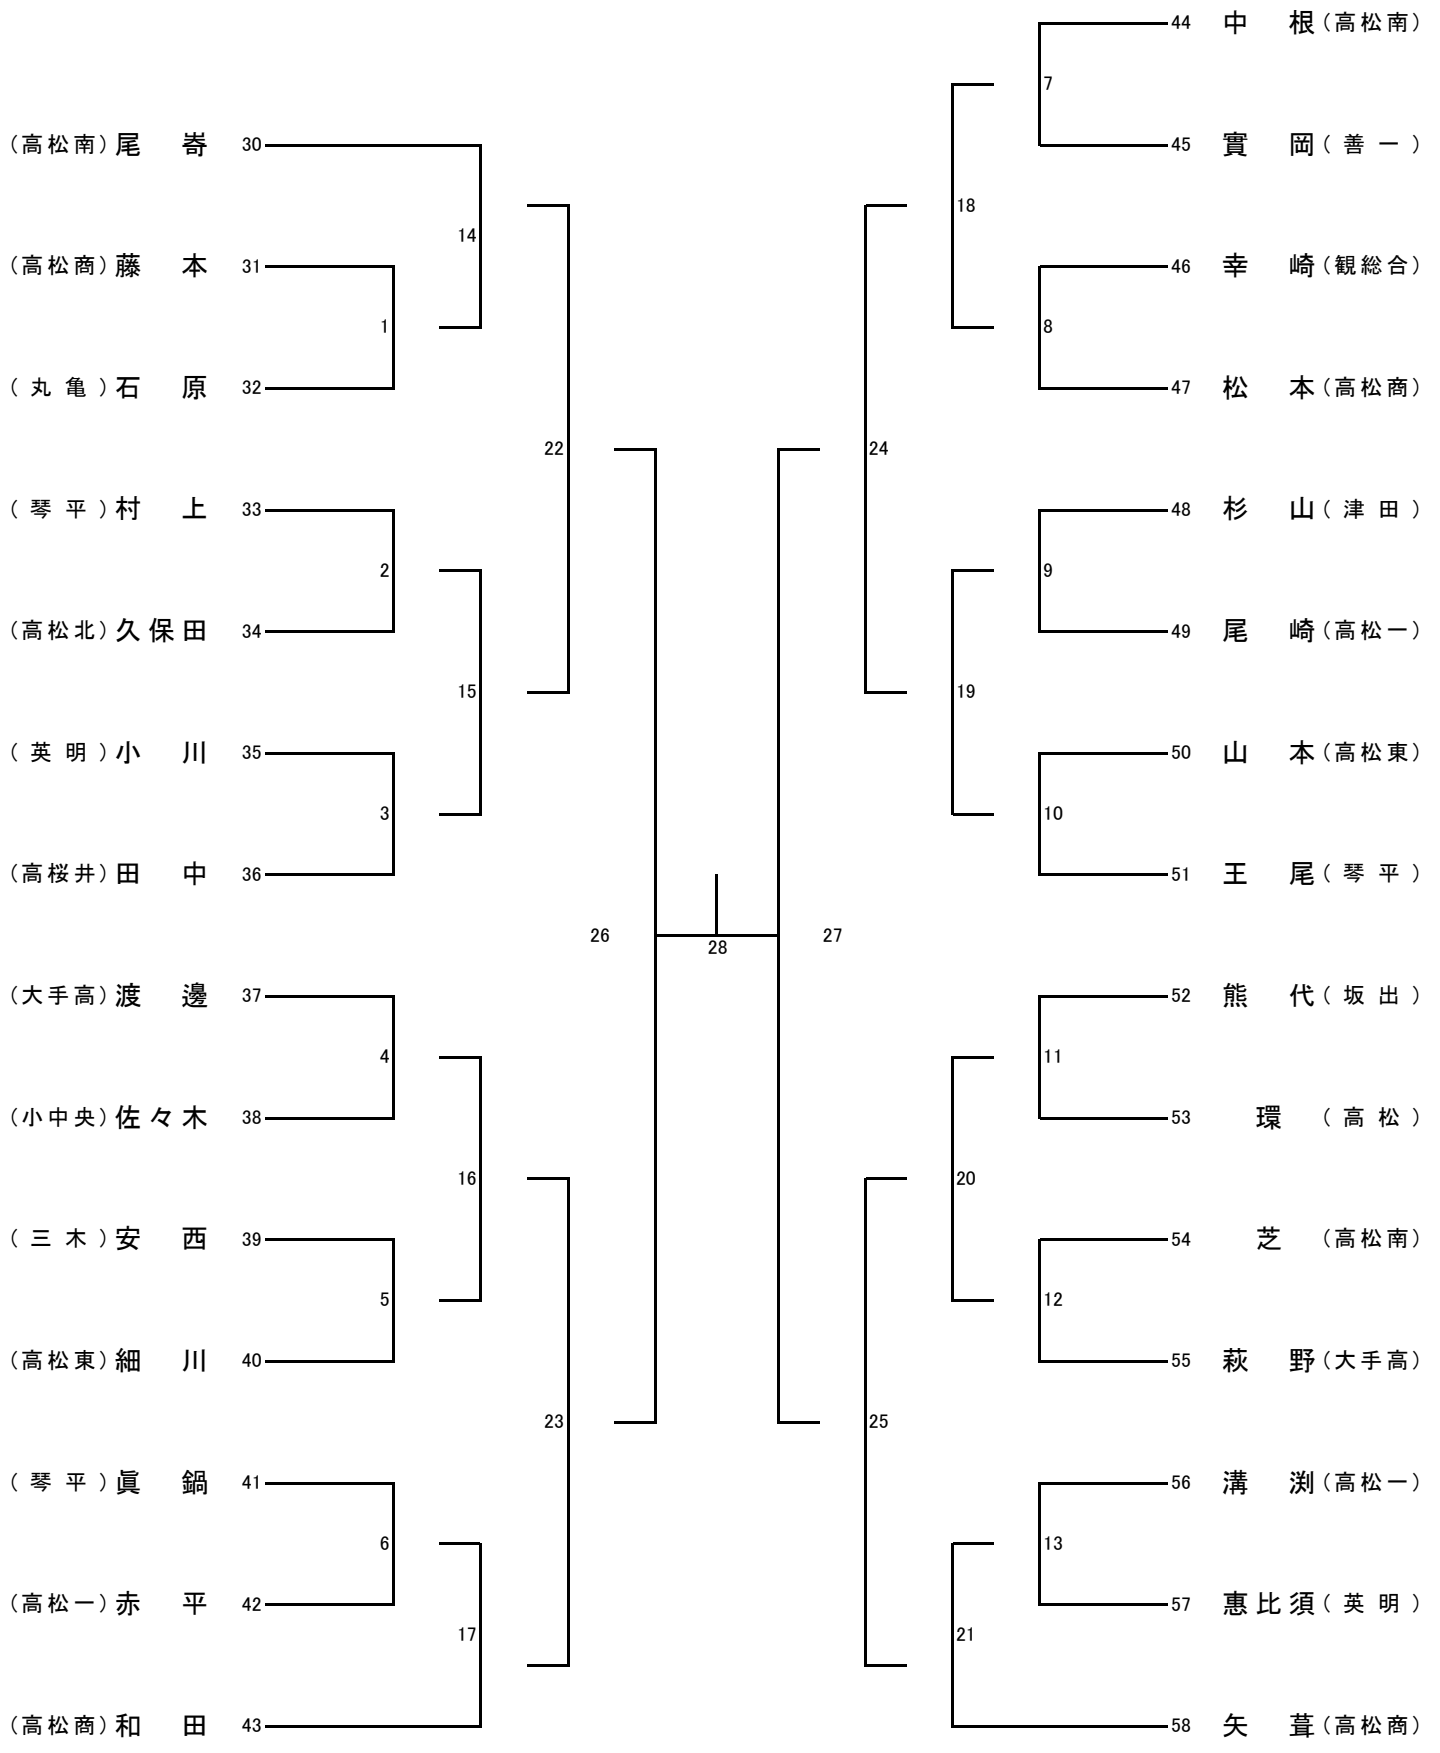 44 中 根 (高松南)
7
(高松南) 尾 嵜 30
45 實 岡 (善一)
18
14
(高松商) 藤 本 31
46 幸 崎 (観総合)
1
8
(丸亀) 石 原 32
47 松 本 (高松商)
22
24
(琴平) 村 上 33
48 杉 山 (津田)
2
9
(高松北) 久保田 34
49 尾 崎 (高松一)
15
19
(英明) 小 川 35
50 山 本 (高松東)
3
10
(高桜井) 田 中 36
51 王 尾 (琴平)
26
28
27
(大手高) 渡 邊 37
52 熊 代 (坂出)
4
11
(小中央) 佐々木 38
53 環 (高松)
16
20
(三木) 安 西 39
54 芝 (高松南)
5
12
(高松東) 細 川 40
55 萩 野 (大手高)
23
25
(琴平) 眞 鍋 41
56 溝 渕 (高松一)
6
13
(高松一) 赤 平 42
57 恵比須 (英明)
17
21
(高松商) 和 田 43
58 矢 葺 (高松商)